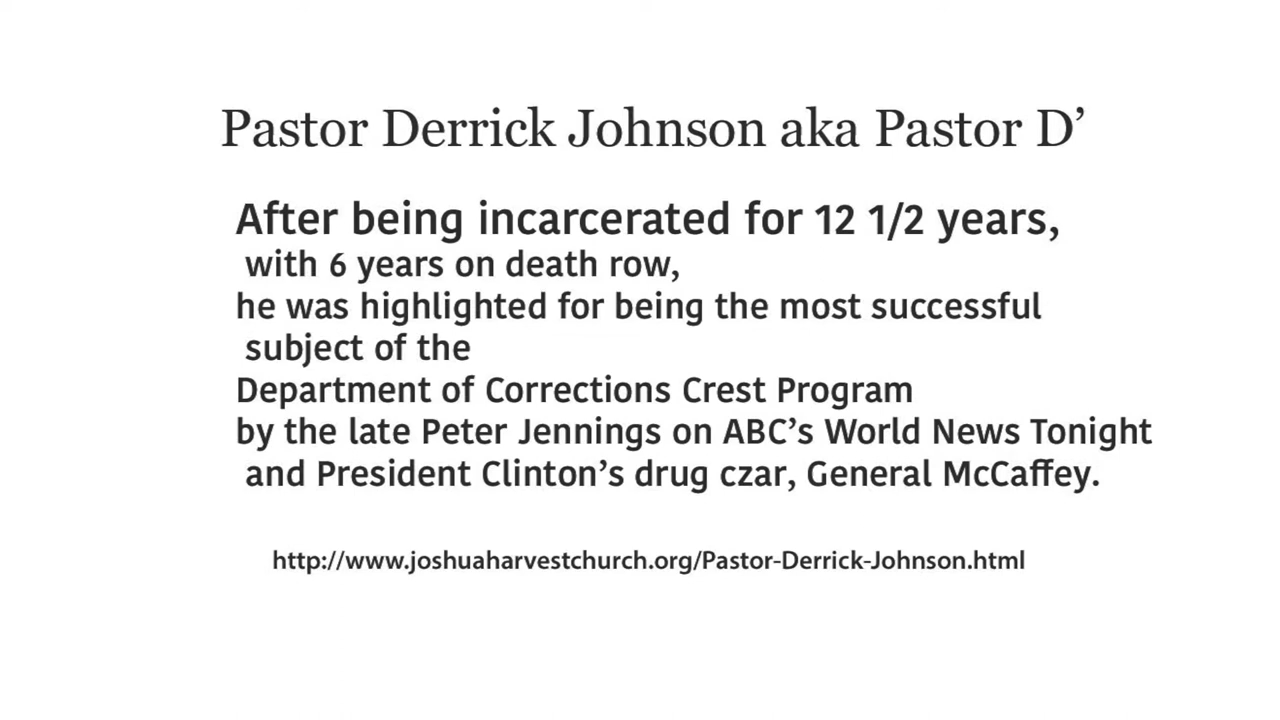 Pastor Derrick Johnson aka Pastor D’
After being incarcerated for 12 1/2 years,
with 6 years on death row,
he was highlighted for being the most successful
subject of the
Department of Corrections Crest Program
by the late Peter Jennings on ABC’s World News Tonight
and President Clinton’s drug czar, General McCaffey.
http://www.joshuaharvestchurch.org/Pastor-Derrick-Johnson.html